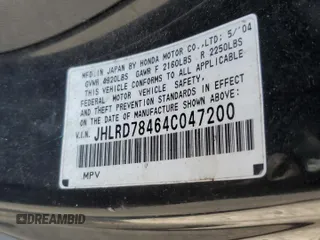 MFD.IN JAPAN BY HONDA MOTOR CO.,LTD: 5/'04
GVWR 4920LBS GAWR F 2160LBS R 2250LBS
THIS VEHICLE CONFORMS TO ALL APPLICABLE
FEDERAL MOTOR VEHICLE SAFETY AND
THEFT PREVENTION STANDARDS IN EFFECT
ON THE DATE OF MANUFACTURE SHOWN ABOVE.
V.I.N. JHLRD78464C047200
MPV
DREAMBID